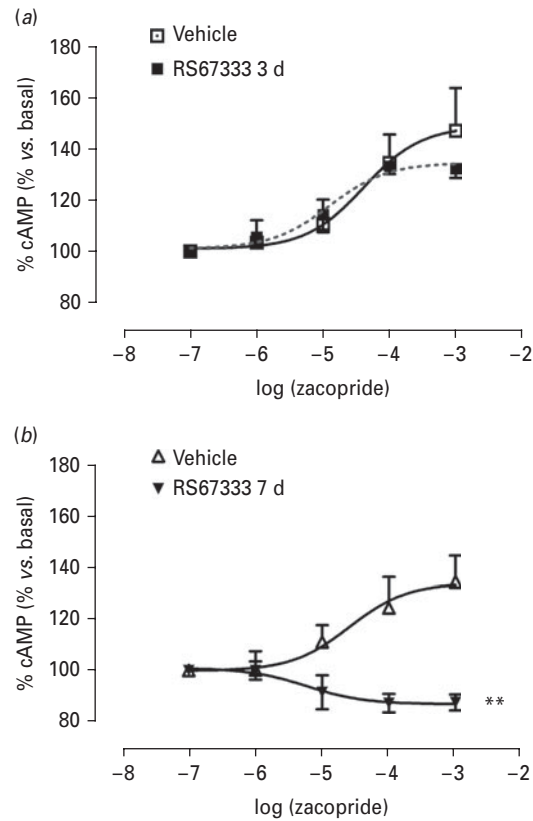 (a)
Vehicle
RS67333 3 d
% cAMP (% vs. basal)
180
160
140
120
100
80
−8 −7 −6 −5 −4 −3 −2
log (zacopride)
(b)
Vehicle
RS67333 7 d
% cAMP (% vs. basal)
180
160
140
120
100
80
**
−8 −7 −6 −5 −4 −3 −2
log (zacopride)